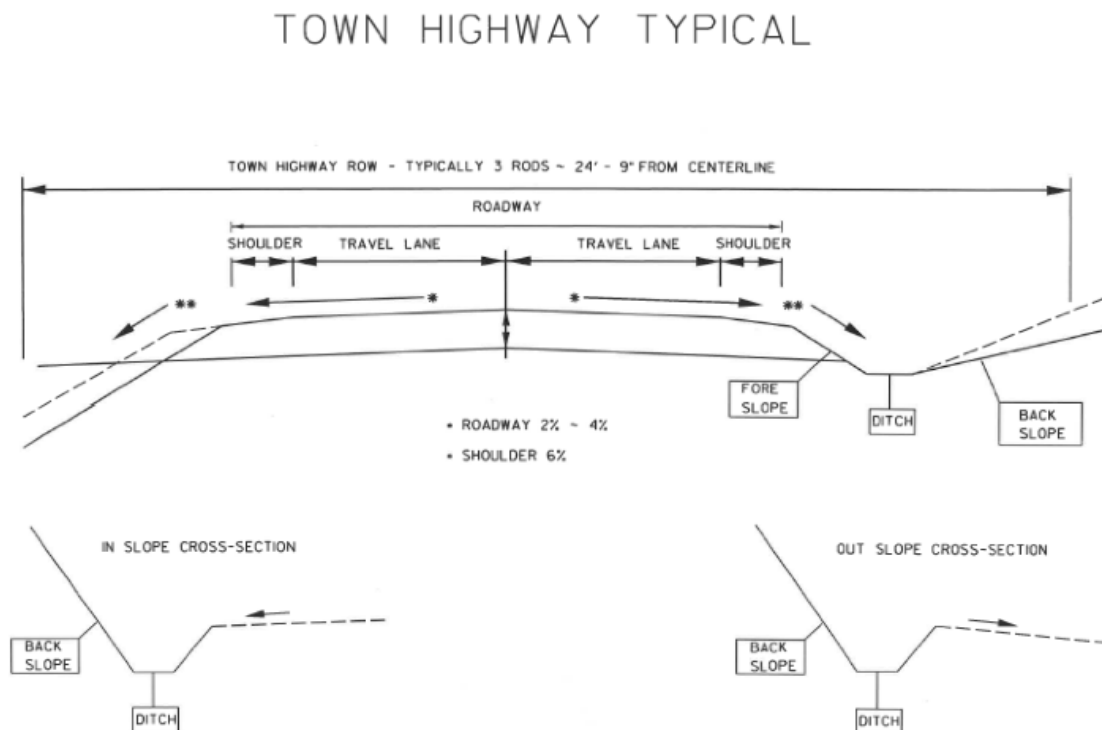 TOWN HIGHWAY TYPICAL
TOWN HIGHWAY ROW - TYPICALLY 3 RODS ~ 24' - 9" FROM CENTERLINE
ROADWAY
SHOULDER TRAVEL LANE TRAVEL LANE SHOULDER
** * * **
FORE
SLOPE
DITCH
BACK
SLOPE
* ROADWAY 2% ~ 4%
* SHOULDER 6%
IN SLOPE CROSS-SECTION
BACK
SLOPE
DITCH
OUT SLOPE CROSS-SECTION
BACK
SLOPE
DITCH